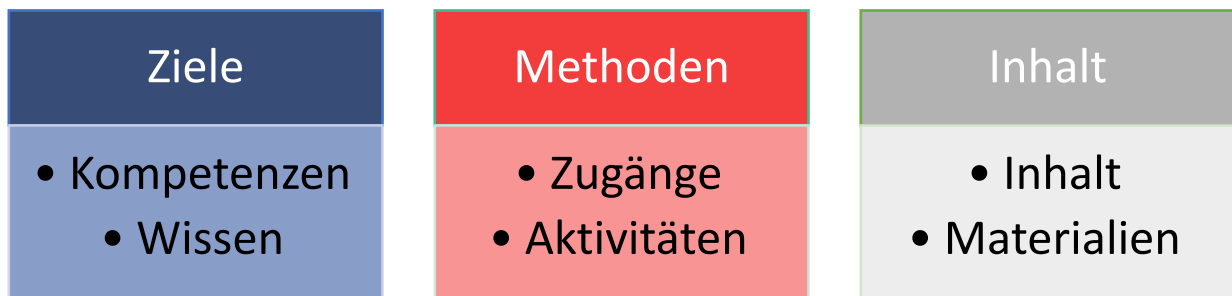 Ziele
• Kompetenzen
• Wissen
Methoden
• Zugänge
• Aktivitäten
Inhalt
• Inhalt
• Materialien